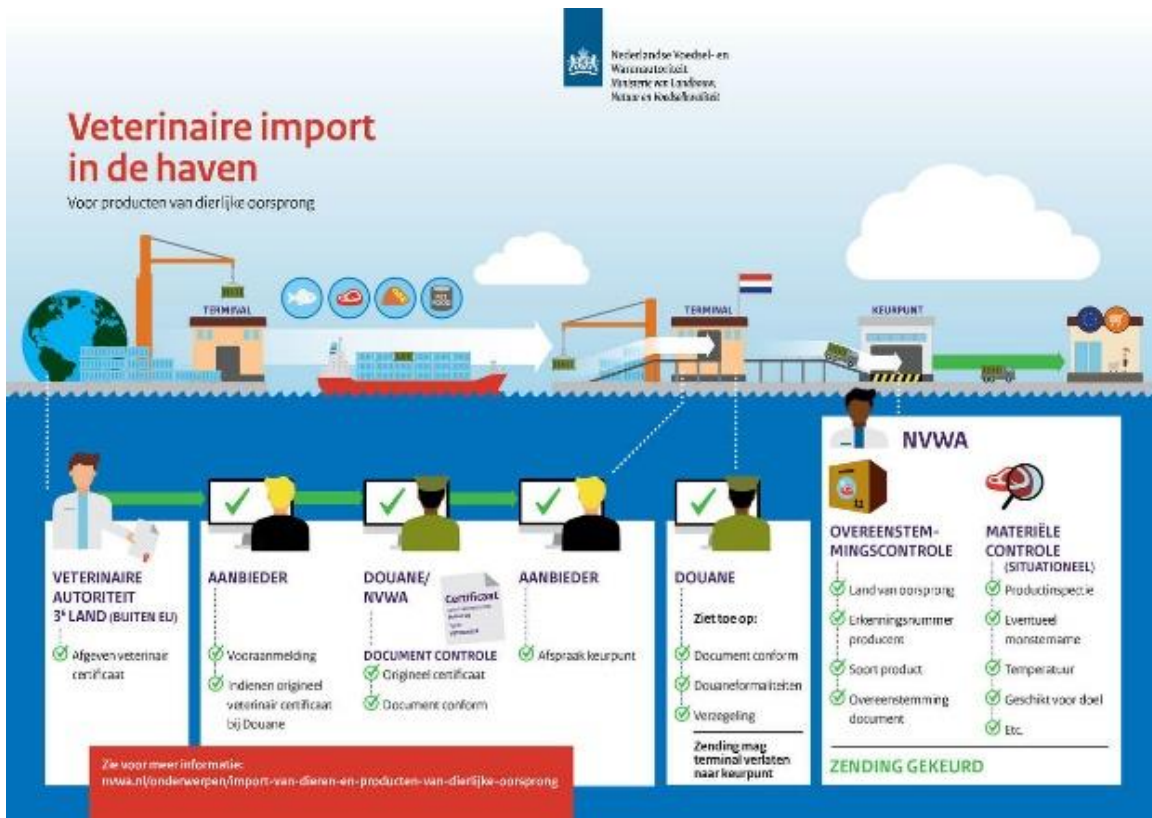 Nederlandse Voedsel- en
Warenautoriteit
Ministerie van Landbouw,
Natuur en Voedselkwaliteit
Veterinaire import
in de haven
Voor producten van dierlijke oorsprong
TERMINAL
PET
FOOD
TERMINAL
KEURPUNT
VETERINAIRE
AUTORITEIT
3e LAND (BUITEN EU)
Afgeven veterinair
certificaat
AANBIEDER
Vooraanmelding
Indienen origineel
veterinair certificaat
bij Douane
DOUANE/
NVWA
Certificaat
DOCUMENT CONTROLE
Origineel certificaat
Document conform
AANBIEDER
Afspraak keurpunt
DOUANE
Ziet toe op:
Document conform
Douaneformaliteiten
Verzegeling
Zending mag
terminal verlaten
naar keurpunt
NVWA
OVEREENSTEM-
MINGSCONTROLE
Land van oorsprong
Erkenningsnummer
producent
Soort product
Overeenstemming
document
MATERIËLE
CONTROLE
(SITUATIONEEL)
Productinspectie
Eventueel
monstername
Temperatuur
Geschikt voor doel
Etc.
ZENDING GEKEURD
Zie voor meer informatie:
nvwa.nl/onderwerpen/import-van-dieren-en-producten-van-dierlijke-oorsprong